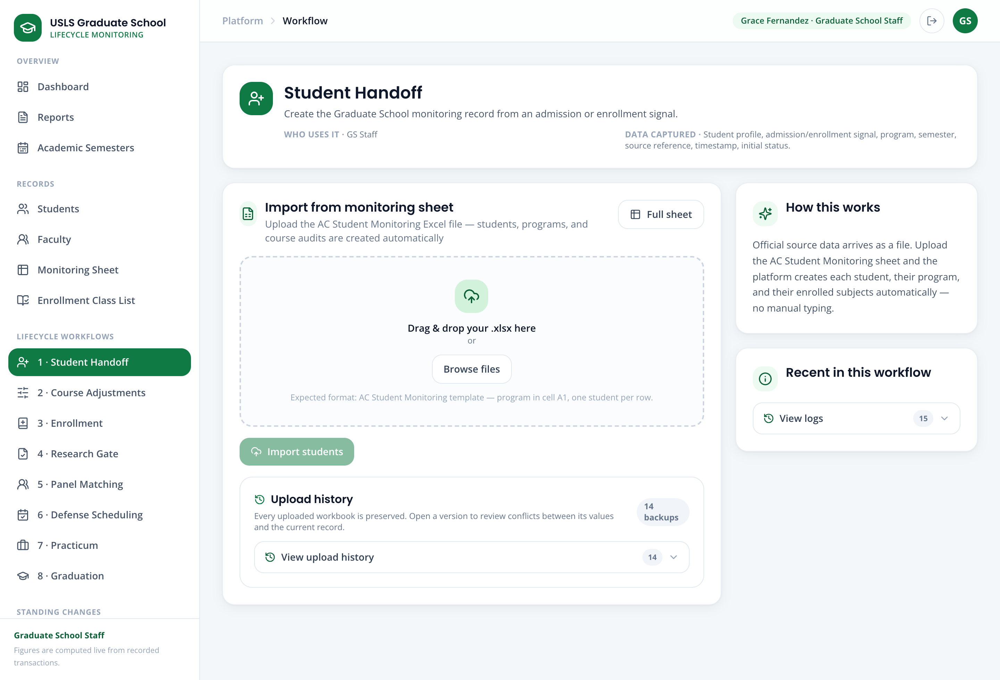 USLS Graduate School
LIFECYCLE MONITORING
OVERVIEW
Dashboard
Reports
Academic Semesters
RECORDS
Students
Faculty
Monitoring Sheet
Enrollment Class List
LIFECYCLE WORKFLOWS
1 · Student Handoff
2 · Course Adjustments
3 · Enrollment
4 · Research Gate
5 · Panel Matching
6 · Defense Scheduling
7 · Practicum
8 · Graduation
STANDING CHANGES
Graduate School Staff
Figures are computed live from recorded
transactions.
Platform
Workflow
Grace Fernandez · Graduate School Staff
GS
Student Handoff
Create the Graduate School monitoring record from an admission or enrollment signal.
WHO USES IT · GS Staff
DATA CAPTURED · Student profile, admission/enrollment signal, program, semester,
source reference, timestamp, initial status.
Import from monitoring sheet
Upload the AC Student Monitoring Excel file — students, programs, and
course audits are created automatically
Full sheet
Drag & drop your .xlsx here
or
Browse files
Expected format: AC Student Monitoring template — program in cell A1, one student per row.
Import students
Upload history
Every uploaded workbook is preserved. Open a version to review conflicts between its values
and the current record.
14
backups
View upload history
14
How this works
Official source data arrives as a file. Upload
the AC Student Monitoring sheet and the
platform creates each student, their program,
and their enrolled subjects automatically —
no manual typing.
Recent in this workflow
View logs
15